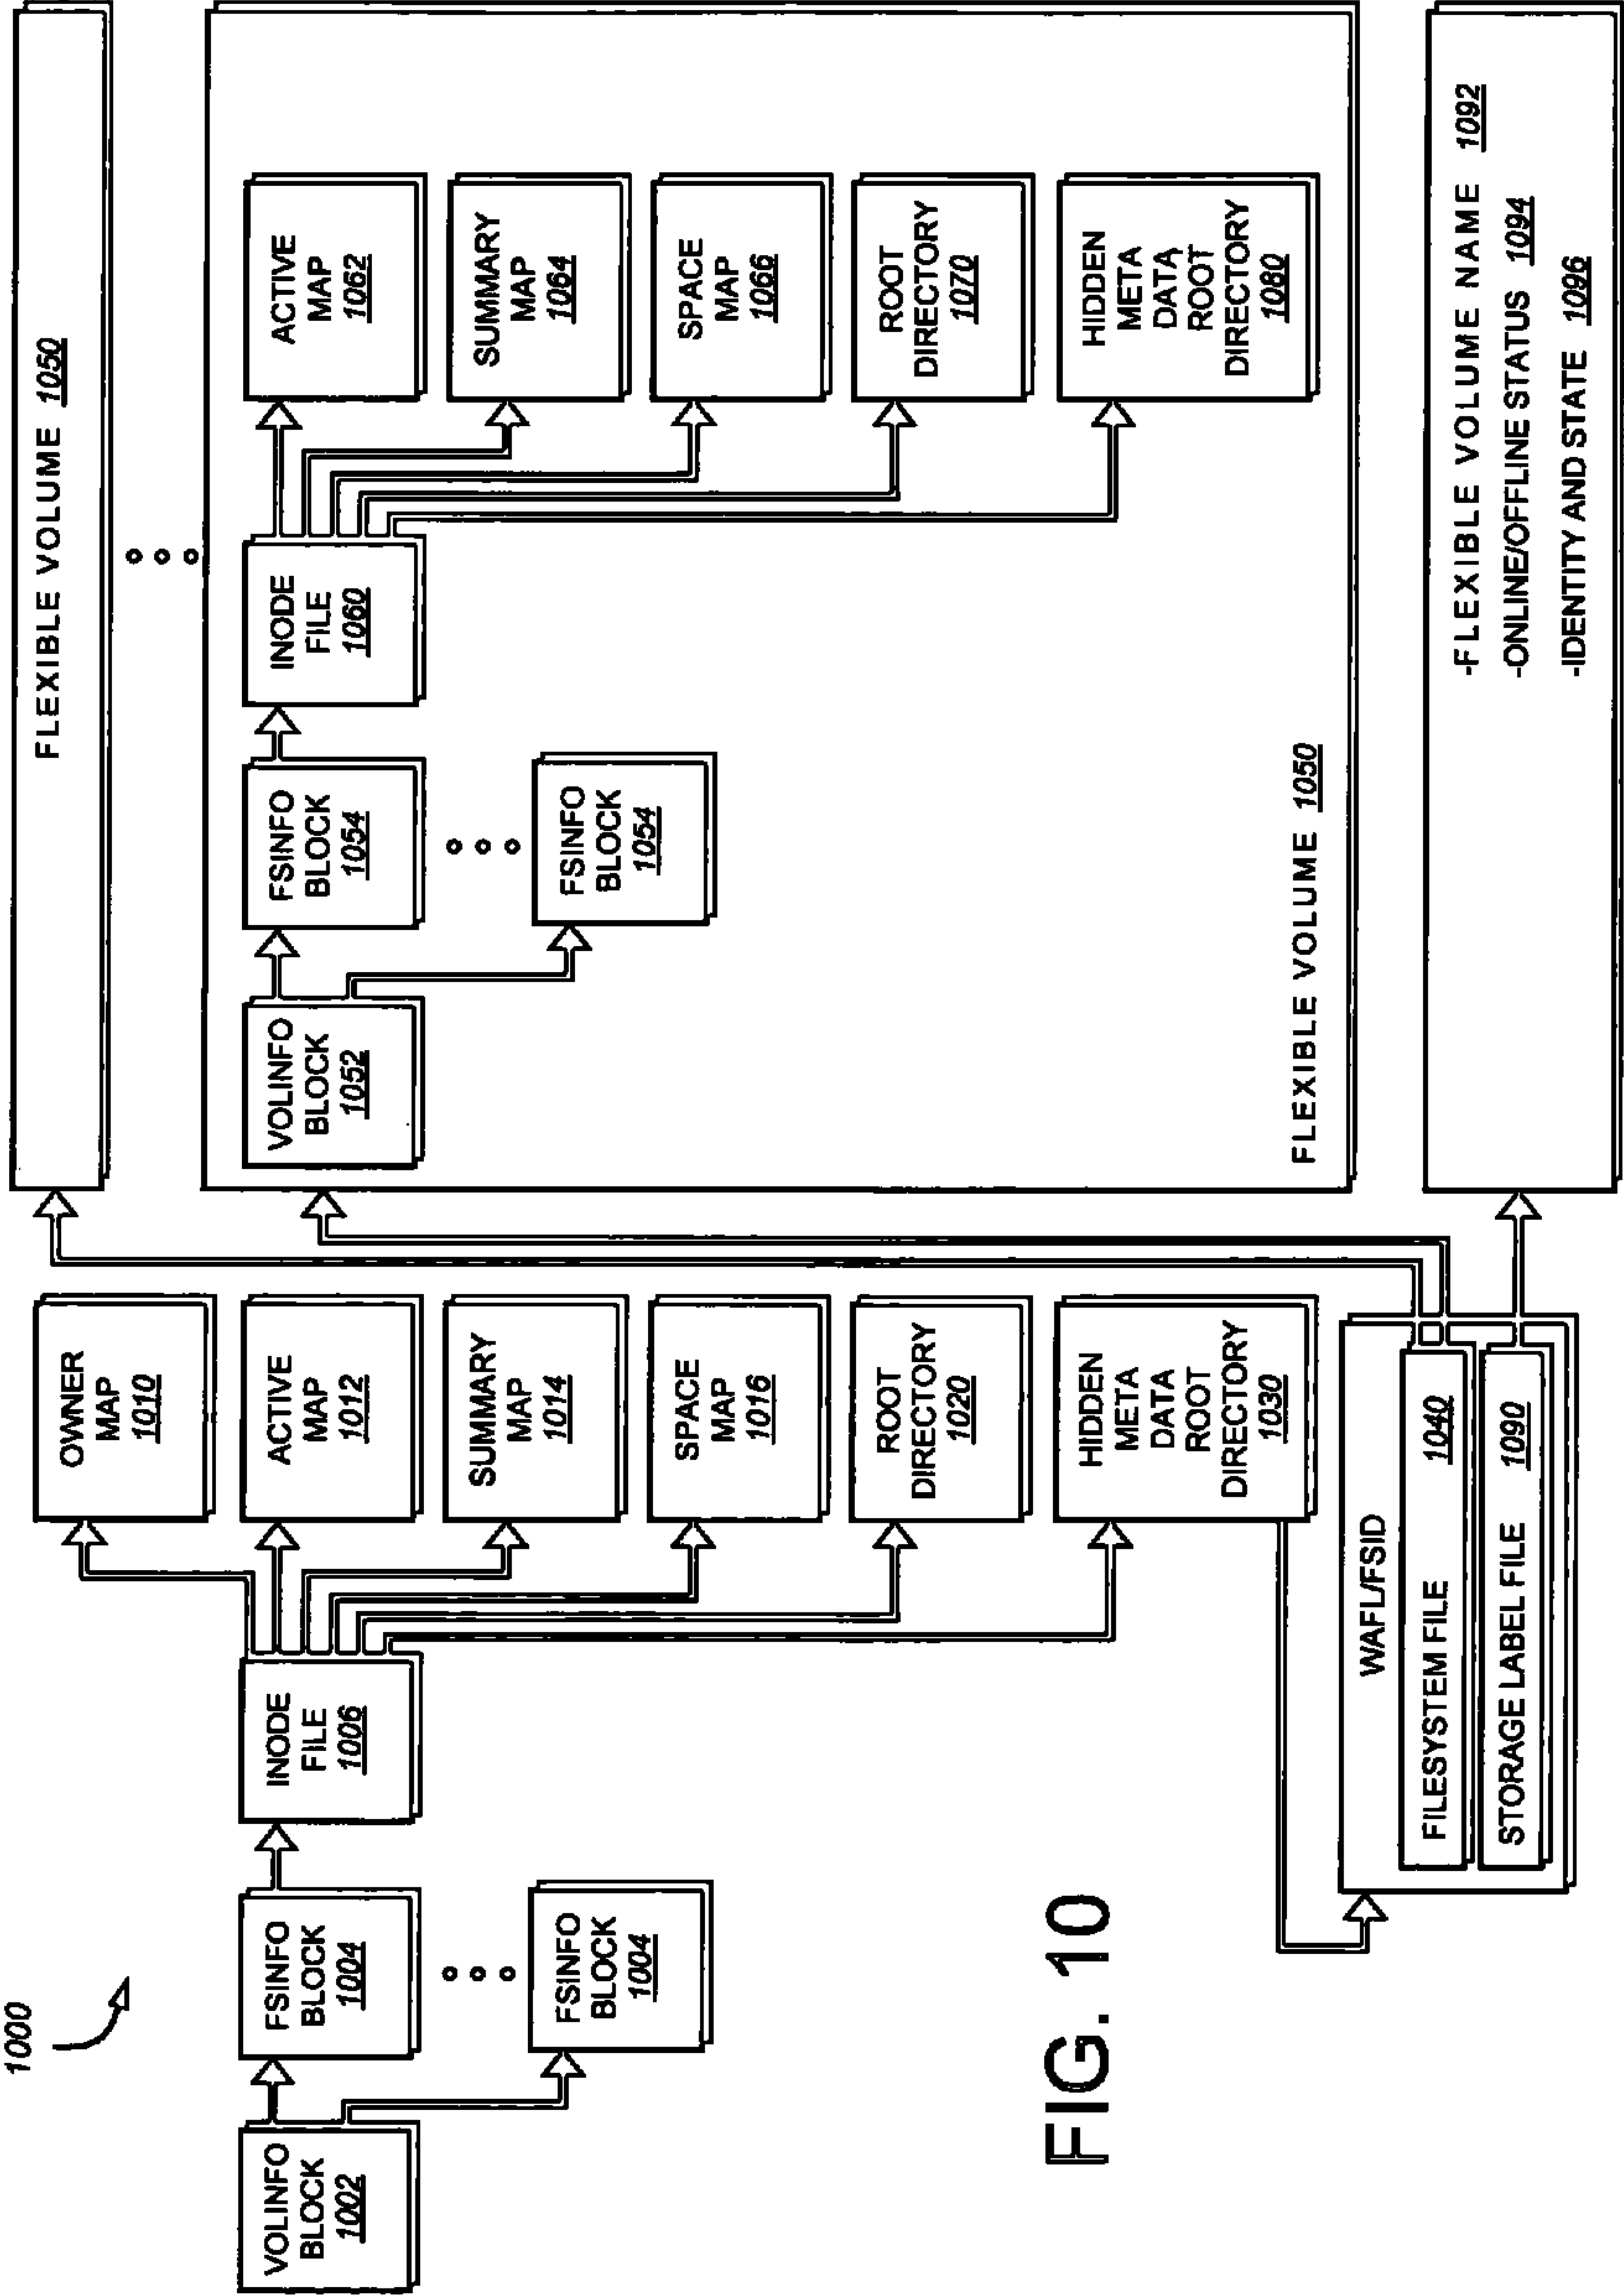 1000
VOLINFO
BLOCK
1002
FSINFO
BLOCK
1004
FSINFO
BLOCK
1004
INODE
FILE
1006
OWNER
MAP
1010
ACTIVE
MAP
1012
SUMMARY
MAP
1014
SPACE
MAP
1016
ROOT
DIRECTORY
1020
HIDDEN
META
DATA
ROOT
DIRECTORY
1030
WAFL/FSID
FILESYSTEM FILE 1040
STORAGE LABEL FILE 1090
FLEXIBLE VOLUME 1050
VOLINFO
BLOCK
1052
FSINFO
BLOCK
1054
FSINFO
BLOCK
1054
INODE
FILE
1060
ACTIVE
MAP
1062
SUMMARY
MAP
1064
SPACE
MAP
1066
ROOT
DIRECTORY
1070
HIDDEN
META
DATA
ROOT
DIRECTORY
1080
FLEXIBLE VOLUME 1050
-FLEXIBLE VOLUME NAME 1092
-ONLINE/OFFLINE STATUS 1094
-IDENTITY AND STATE 1096
FIG. 10